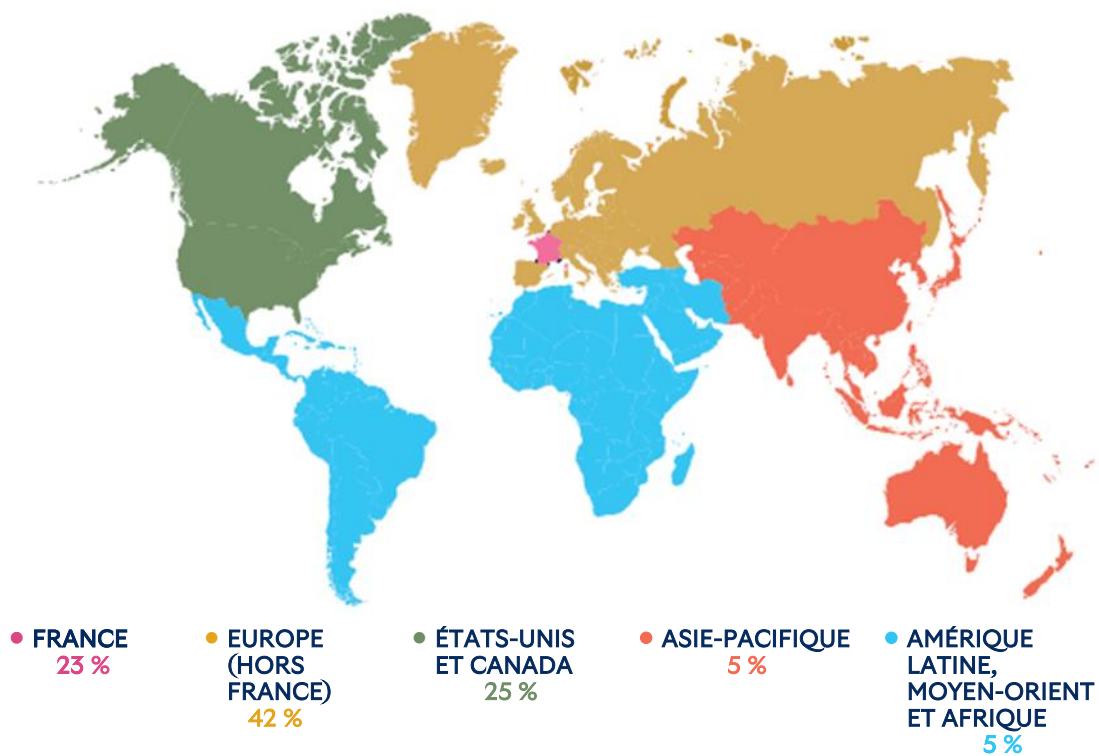 FRANCE
23 %
EUROPE
(HORS
FRANCE)
42 %
ÉTATS-UNIS
ET CANADA
25 %
ASIE-PACIFIQUE
5 %
AMÉRIQUE
LATINE,
MOYEN-ORIENT
ET AFRIQUE
5 %